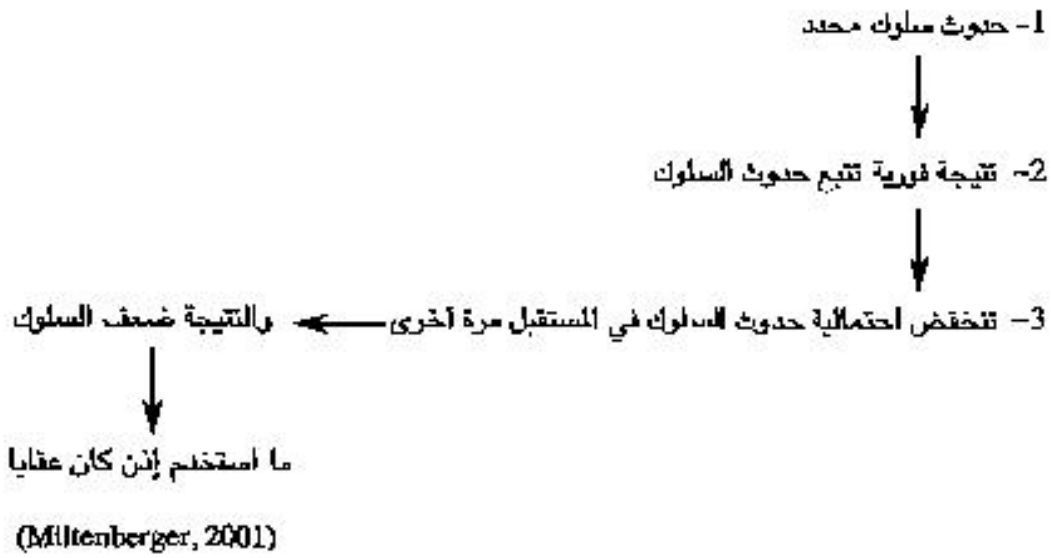 1- حدوث سلوك محدد
2- نتيجة فورية تتبع حدوث السلوك
3- تنخفض احتمالية حدوث السلوك في المستقبل مرة أخرى
والنتيجة ضعف السلوك
ما استخدم إذن كان عقابا
(Miltenberger, 2001)